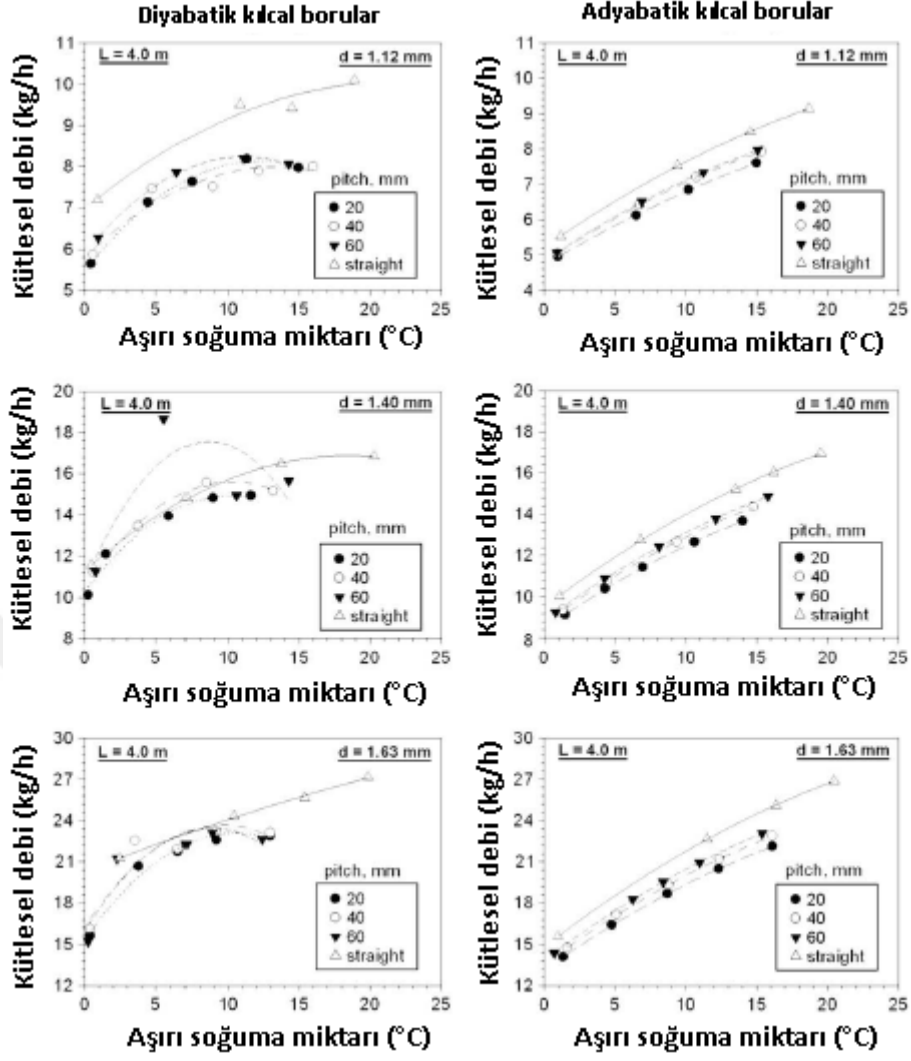 Diyabatik kılcal borular
Adyabatik kılcal borular
Kütlesel debi (kg/h)
11
10
9
8
7
6
5
L = 4.0 m
d = 1.12 mm
pitch, mm
20
40
60
straight
0 5 10 15 20 25
Aşırı soğuma miktarı (°C)
Kütlesel debi (kg/h)
11
10
9
8
7
6
5
4
L = 4.0 m
d = 1.12 mm
pitch, mm
20
40
60
straight
0 5 10 15 20 25
Aşırı soğuma miktarı (°C)
Kütlesel debi (kg/h)
20
18
16
14
12
10
8
L = 4.0 m
d = 1.40 mm
pitch, mm
20
40
60
straight
0 5 10 15 20 25
Aşırı soğuma miktarı (°C)
Kütlesel debi (kg/h)
20
18
16
14
12
10
8
L = 4.0 m
d = 1.40 mm
pitch, mm
20
40
60
straight
0 5 10 15 20 25
Aşırı soğuma miktarı (°C)
Kütlesel debi (kg/h)
30
27
24
21
18
15
12
L = 4.0 m
d = 1.63 mm
pitch, mm
20
40
60
straight
0 5 10 15 20 25
Aşırı soğuma miktarı (°C)
Kütlesel debi (kg/h)
30
27
24
21
18
15
12
L = 4.0 m
d = 1.63 mm
pitch, mm
20
40
60
straight
0 5 10 15 20 25
Aşırı soğuma miktarı (°C)